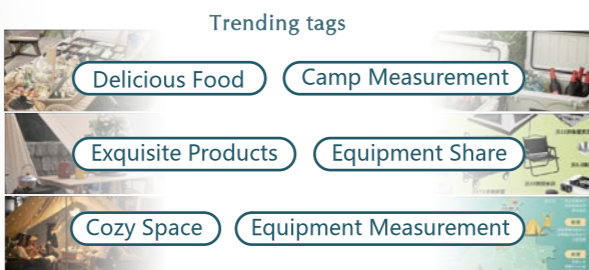 Trending tags
Delicious Food
Camp Measurement
Exquisite Products
Equipment Share
Cozy Space
Equipment Measurement